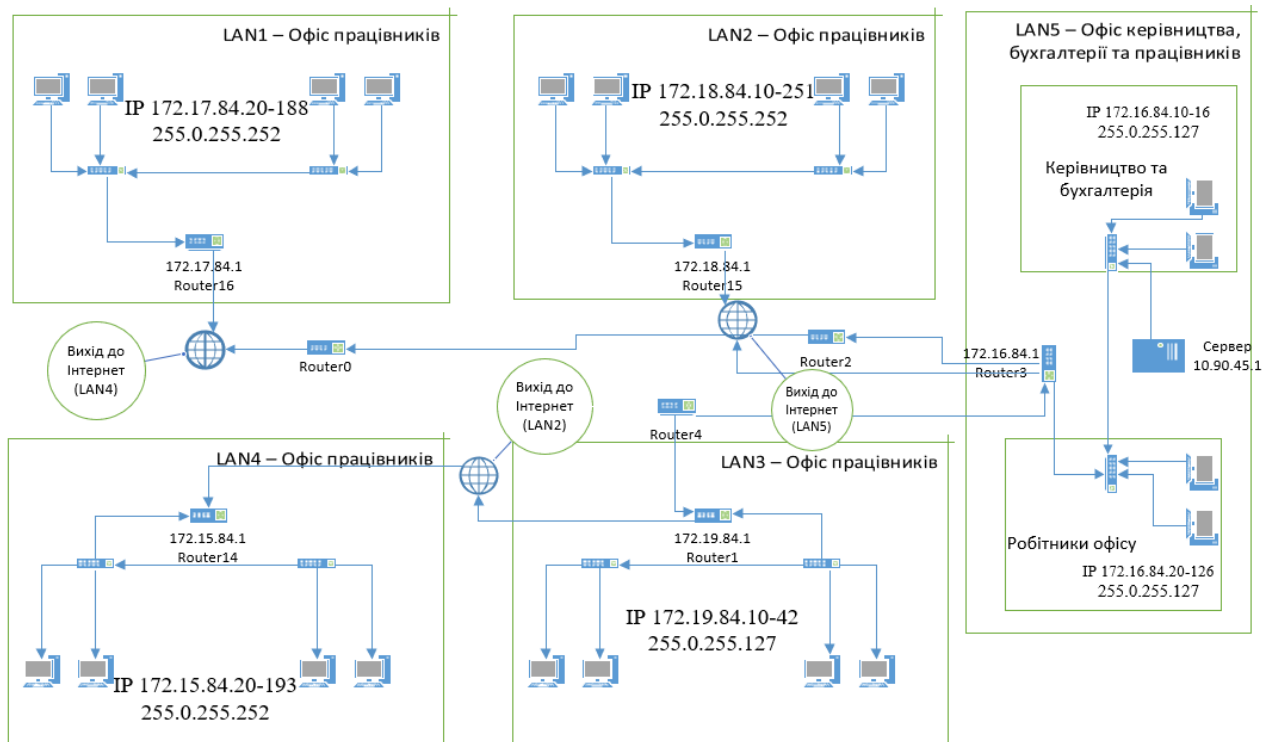 LAN1 – Офіс працівників
IP 172.17.84.20-188
255.0.255.252
172.17.84.1
Router16
LAN2 – Офіс працівників
IP 172.18.84.10-251
255.0.255.252
172.18.84.1
Router15
LAN5 – Офіс керівництва,
бухгалтерії та працівників
IP 172.16.84.10-16
255.0.255.127
Керівництво та
бухгалтерія
Вихід до
Інтернет
(LAN4)
Router0
Router2
172.16.84.1
Router3
Сервер
10.90.45.1
Вихід до
Інтернет
(LAN2)
Вихід до
Інтернет
(LAN5)
Router4
LAN4 – Офіс працівників
172.15.84.1
Router14
IP 172.15.84.20-193
255.0.255.252
LAN3 – Офіс працівників
172.19.84.1
Router1
IP 172.19.84.10-42
255.0.255.127
Робітники офісу
IP 172.16.84.20-126
255.0.255.127